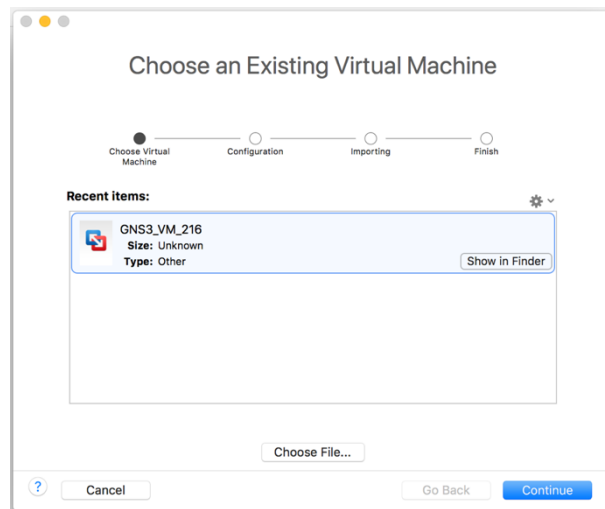 Choose an Existing Virtual Machine
Choose Virtual
Machine
Configuration
Importing
Finish
Recent items:
GNS3_VM_216
Size: Unknown
Type: Other
Show in Finder
Choose File...
?
Cancel
Go Back
Continue